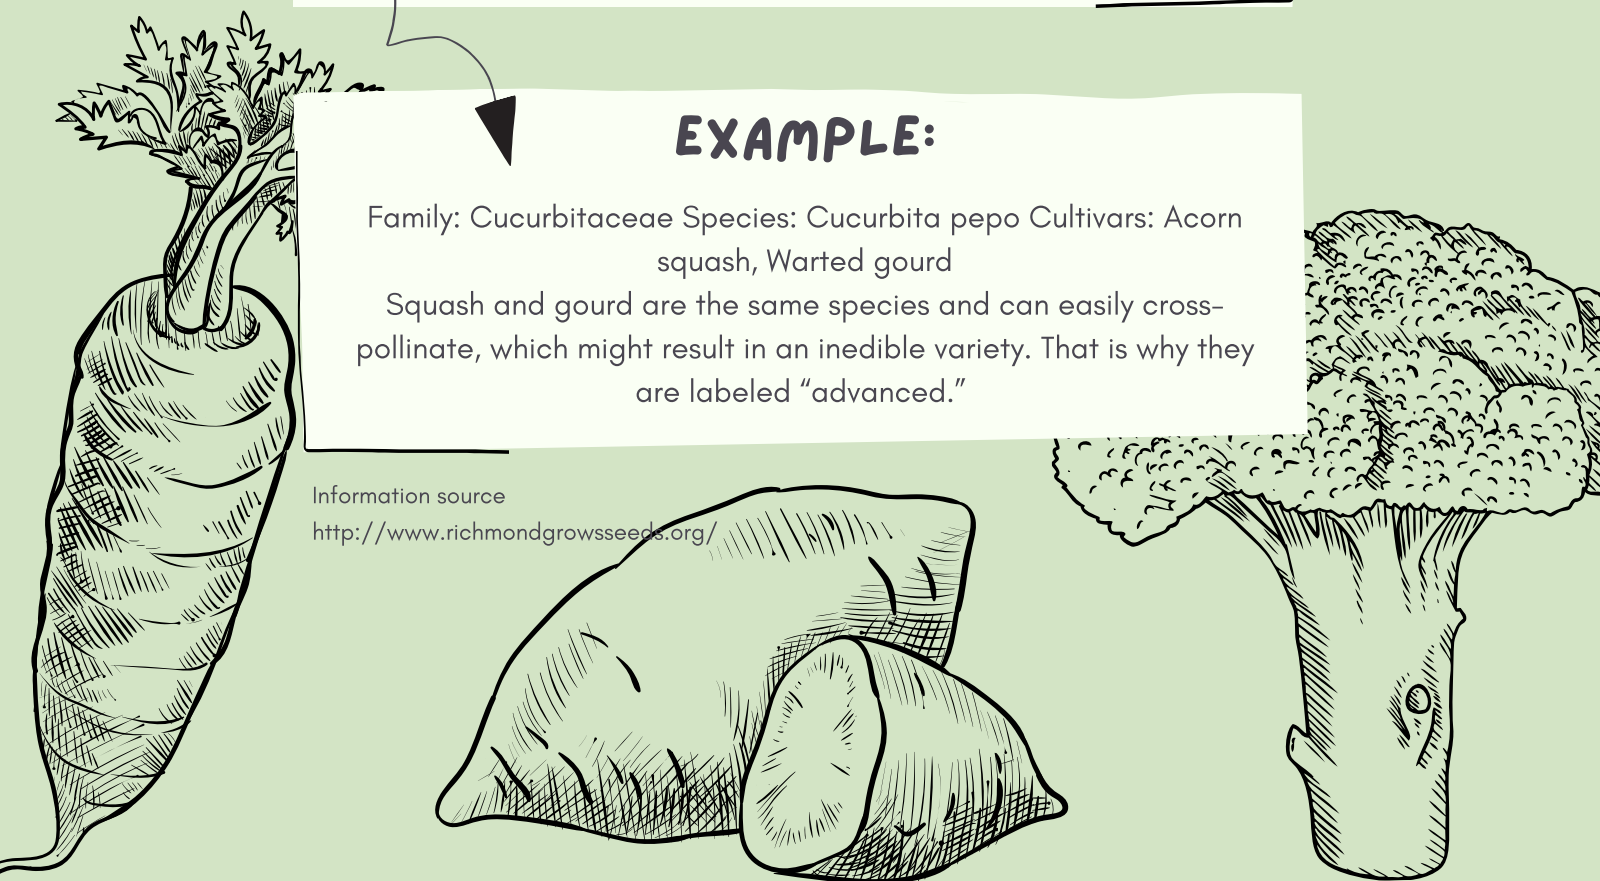 EXAMPLE:
Family: Cucurbitaceae Species: Cucurbita pepo Cultivars: Acorn
squash, Warted gourd
Squash and gourd are the same species and can easily cross-
pollinate, which might result in an inedible variety. That is why they
are labeled “advanced.”
Information source
http://www.richmondgrowsseeds.org/